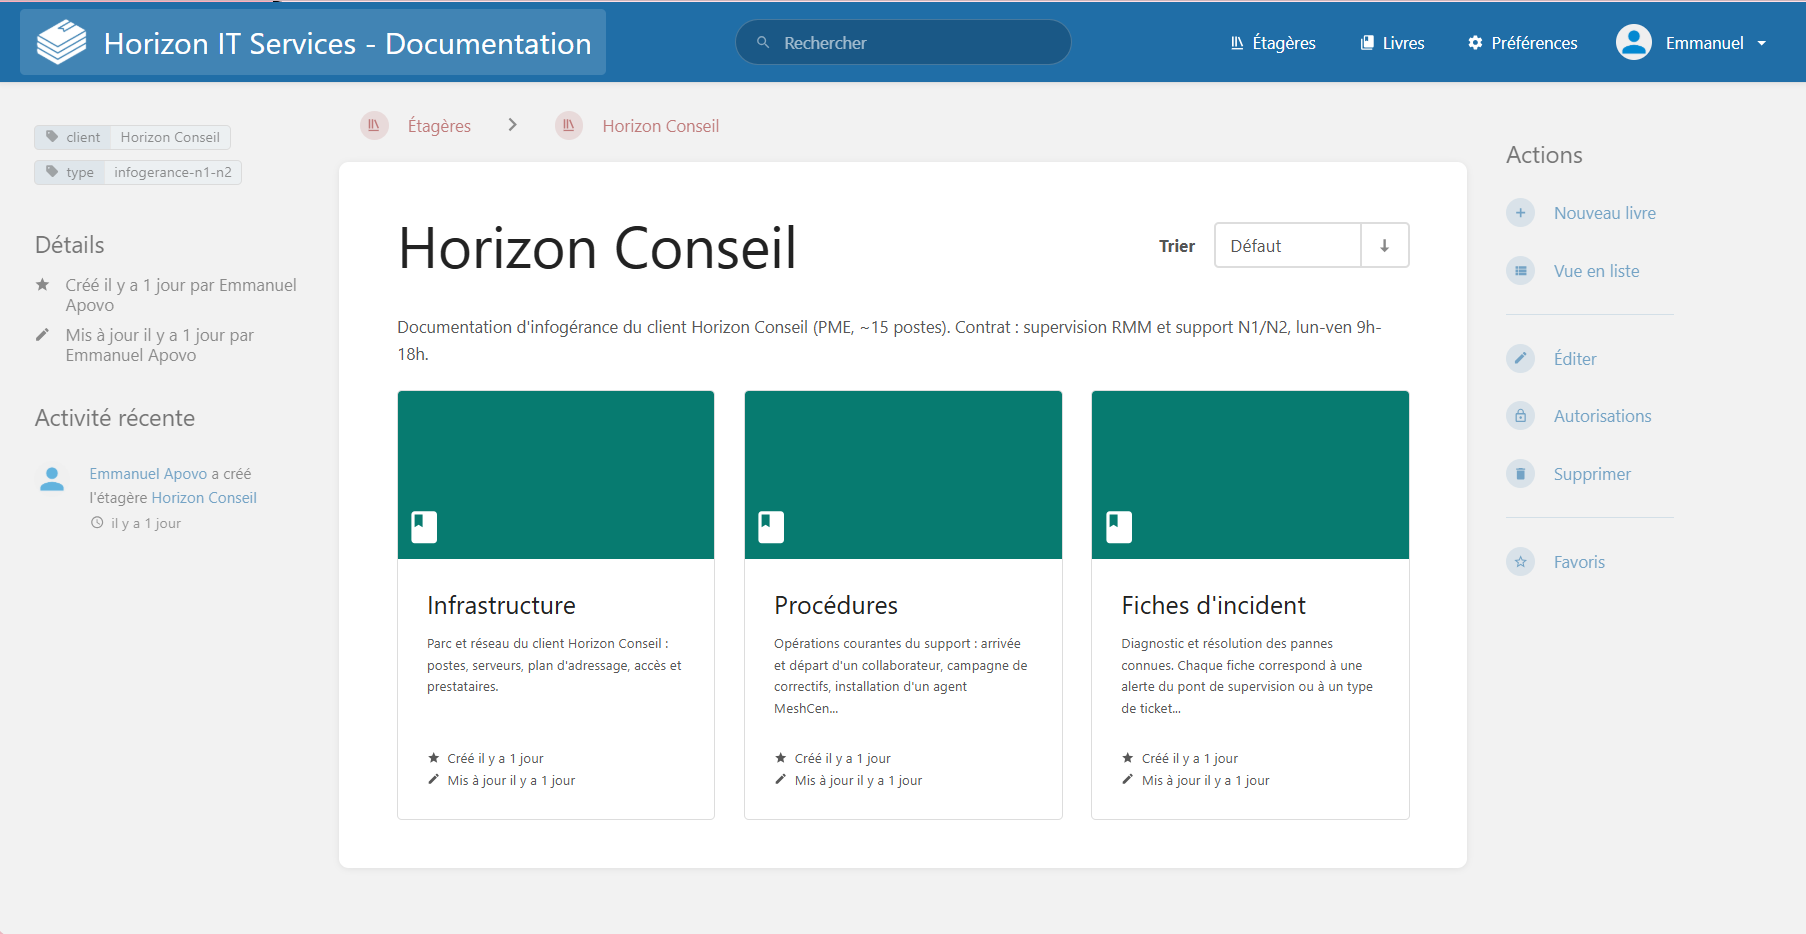 Horizon IT Services - Documentation
Rechercher
Étagères
Livres
Préférences
Emmanuel
client Horizon Conseil
type infogerance-n1-n2
Détails
Créé il y a 1 jour par Emmanuel
Apovo
Mis à jour il y a 1 jour par
Emmanuel Apovo
Activité récente
Emmanuel Apovo a créé
l'étagère Horizon Conseil
il y a 1 jour
Étagères
Horizon Conseil
Horizon Conseil
Trier
Défaut
Documentation d'infogérance du client Horizon Conseil (PME, ~15 postes). Contrat : supervision RMM et support N1/N2, lun-ven 9h-
18h.
Infrastructure
Parc et réseau du client Horizon Conseil :
postes, serveurs, plan d'adressage, accès et
prestataires.
Créé il y a 1 jour
Mis à jour il y a 1 jour
Procédures
Opérations courantes du support : arrivée
et départ d'un collaborateur, campagne de
correctifs, installation d'un agent
MeshCen...
Créé il y a 1 jour
Mis à jour il y a 1 jour
Fiches d'incident
Diagnostic et résolution des pannes
connues. Chaque fiche correspond à une
alerte du pont de supervision ou à un type
de ticket...
Créé il y a 1 jour
Mis à jour il y a 1 jour
Actions
Nouveau livre
Vue en liste
Éditer
Autorisations
Supprimer
Favoris